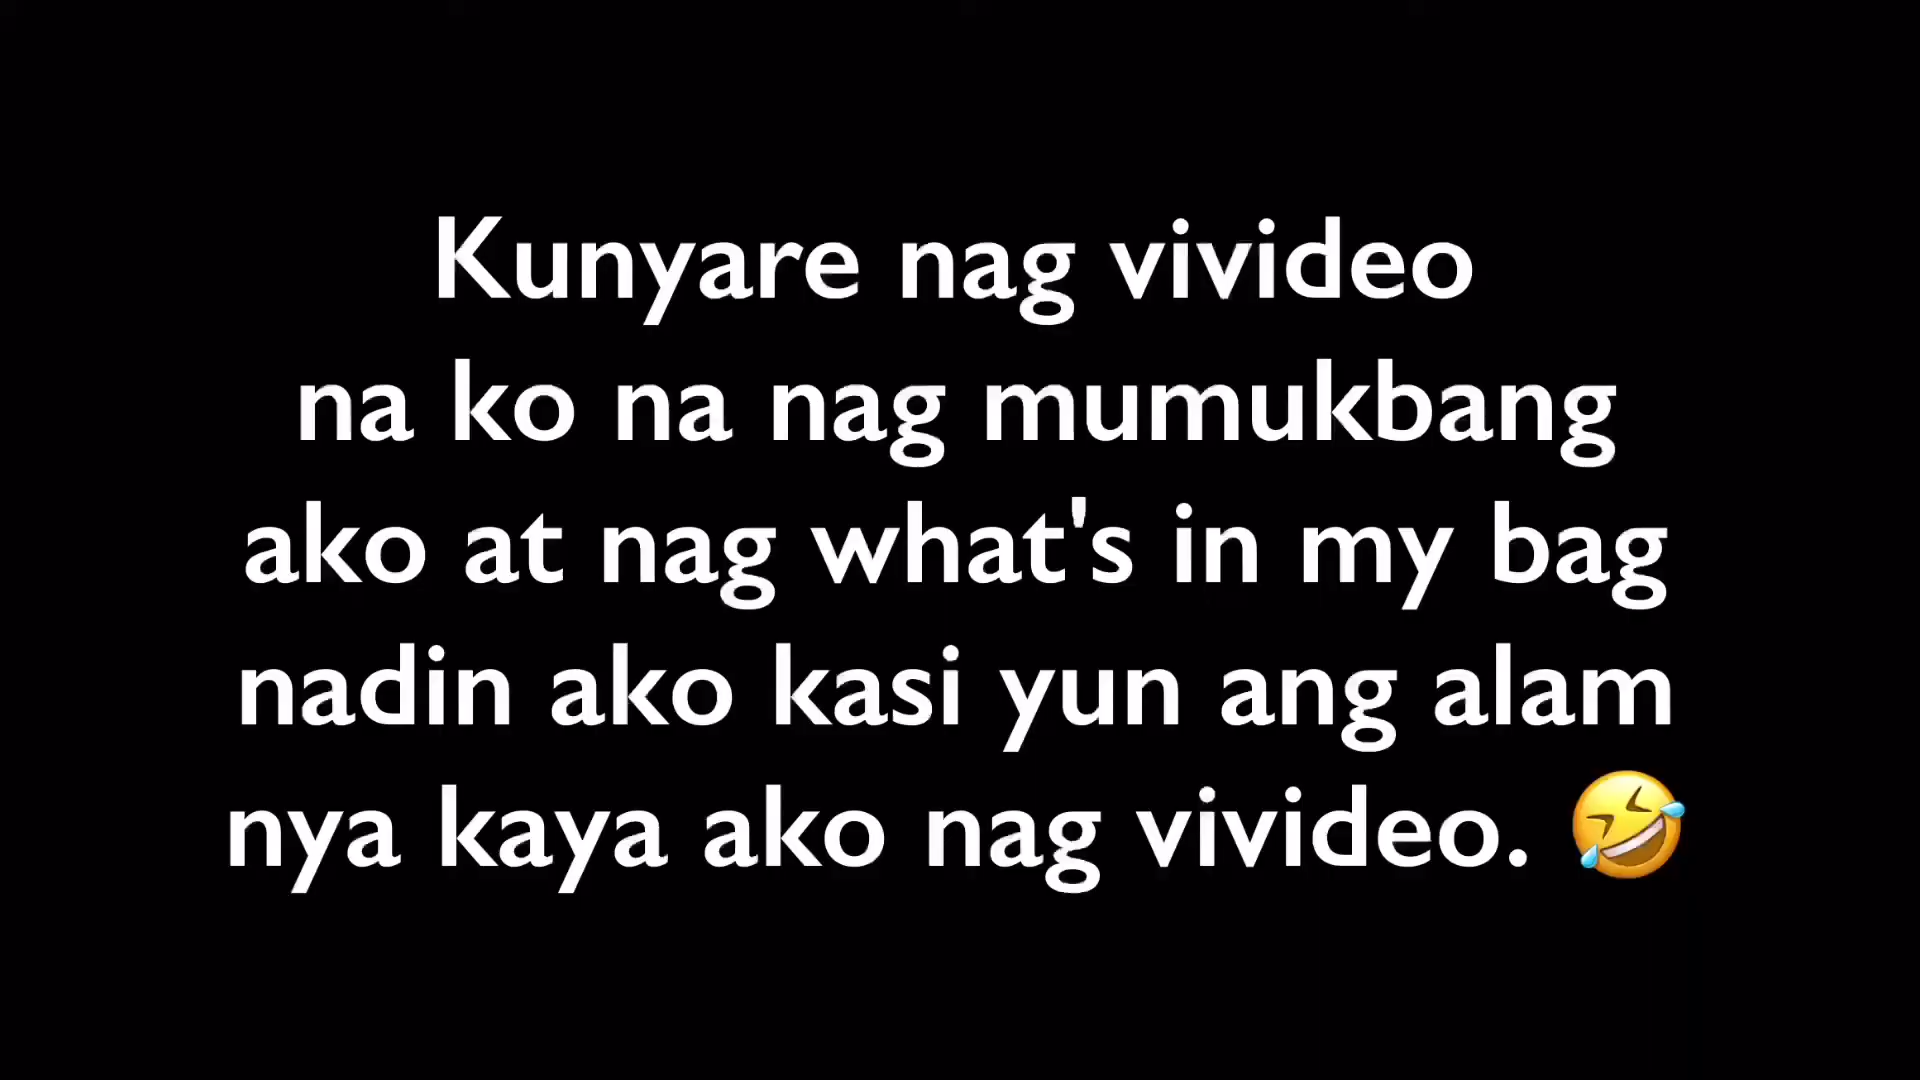 Kunyare nag vivideo
na ko na nag mumukbang
ako at nag what's in my bag
nadin ako kasi yun ang alam
nya kaya ako nag vivideo. 🤣